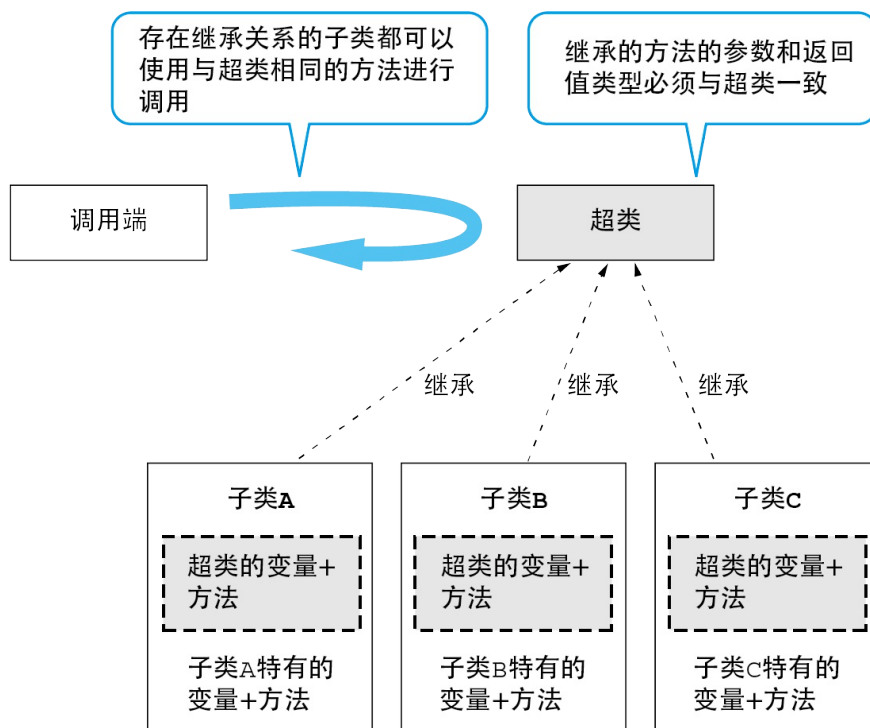 存在继承关系的子类都可以
使用与超类相同的方法进行
调用
继承的方法的参数和返回
值类型必须与超类一致
调用端
超类
继承
继承
继承
子类A
超类的变量+
方法
子类A特有的
变量+方法
子类B
超类的变量+
方法
子类B特有的
变量+方法
子类C
超类的变量+
方法
子类C特有的
变量+方法